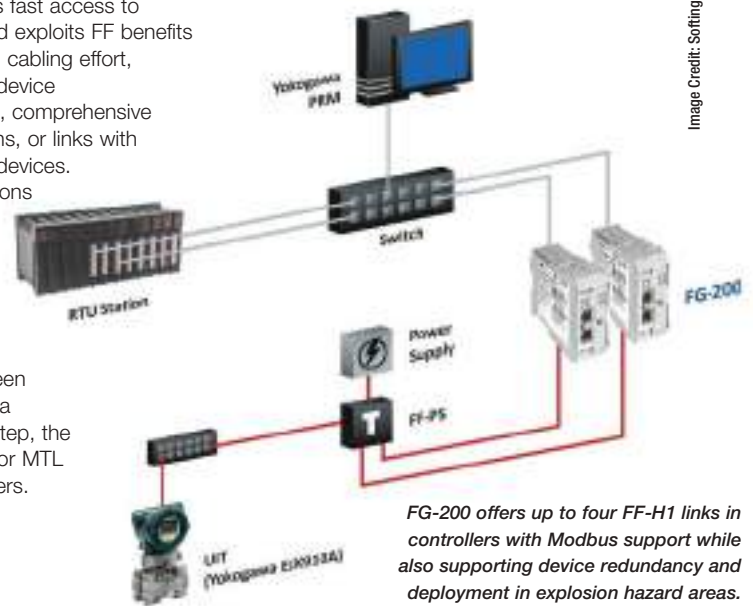 s fast access to
d exploits FF benefits
cabling effort,
device
, comprehensive
ns, or links with
devices.
ons
een
a
step, the
or MTL
ers.
Image Credit: Softing
Yokogawa
PRM
Switch
RTU Station
FG-200
Power
Supply
FF-PS
T
UIT
(Yokogawa
FG-200 offers up to four FF-H1 links in
controllers with Modbus support while
also supporting device redundancy and
deployment in explosion hazard areas.